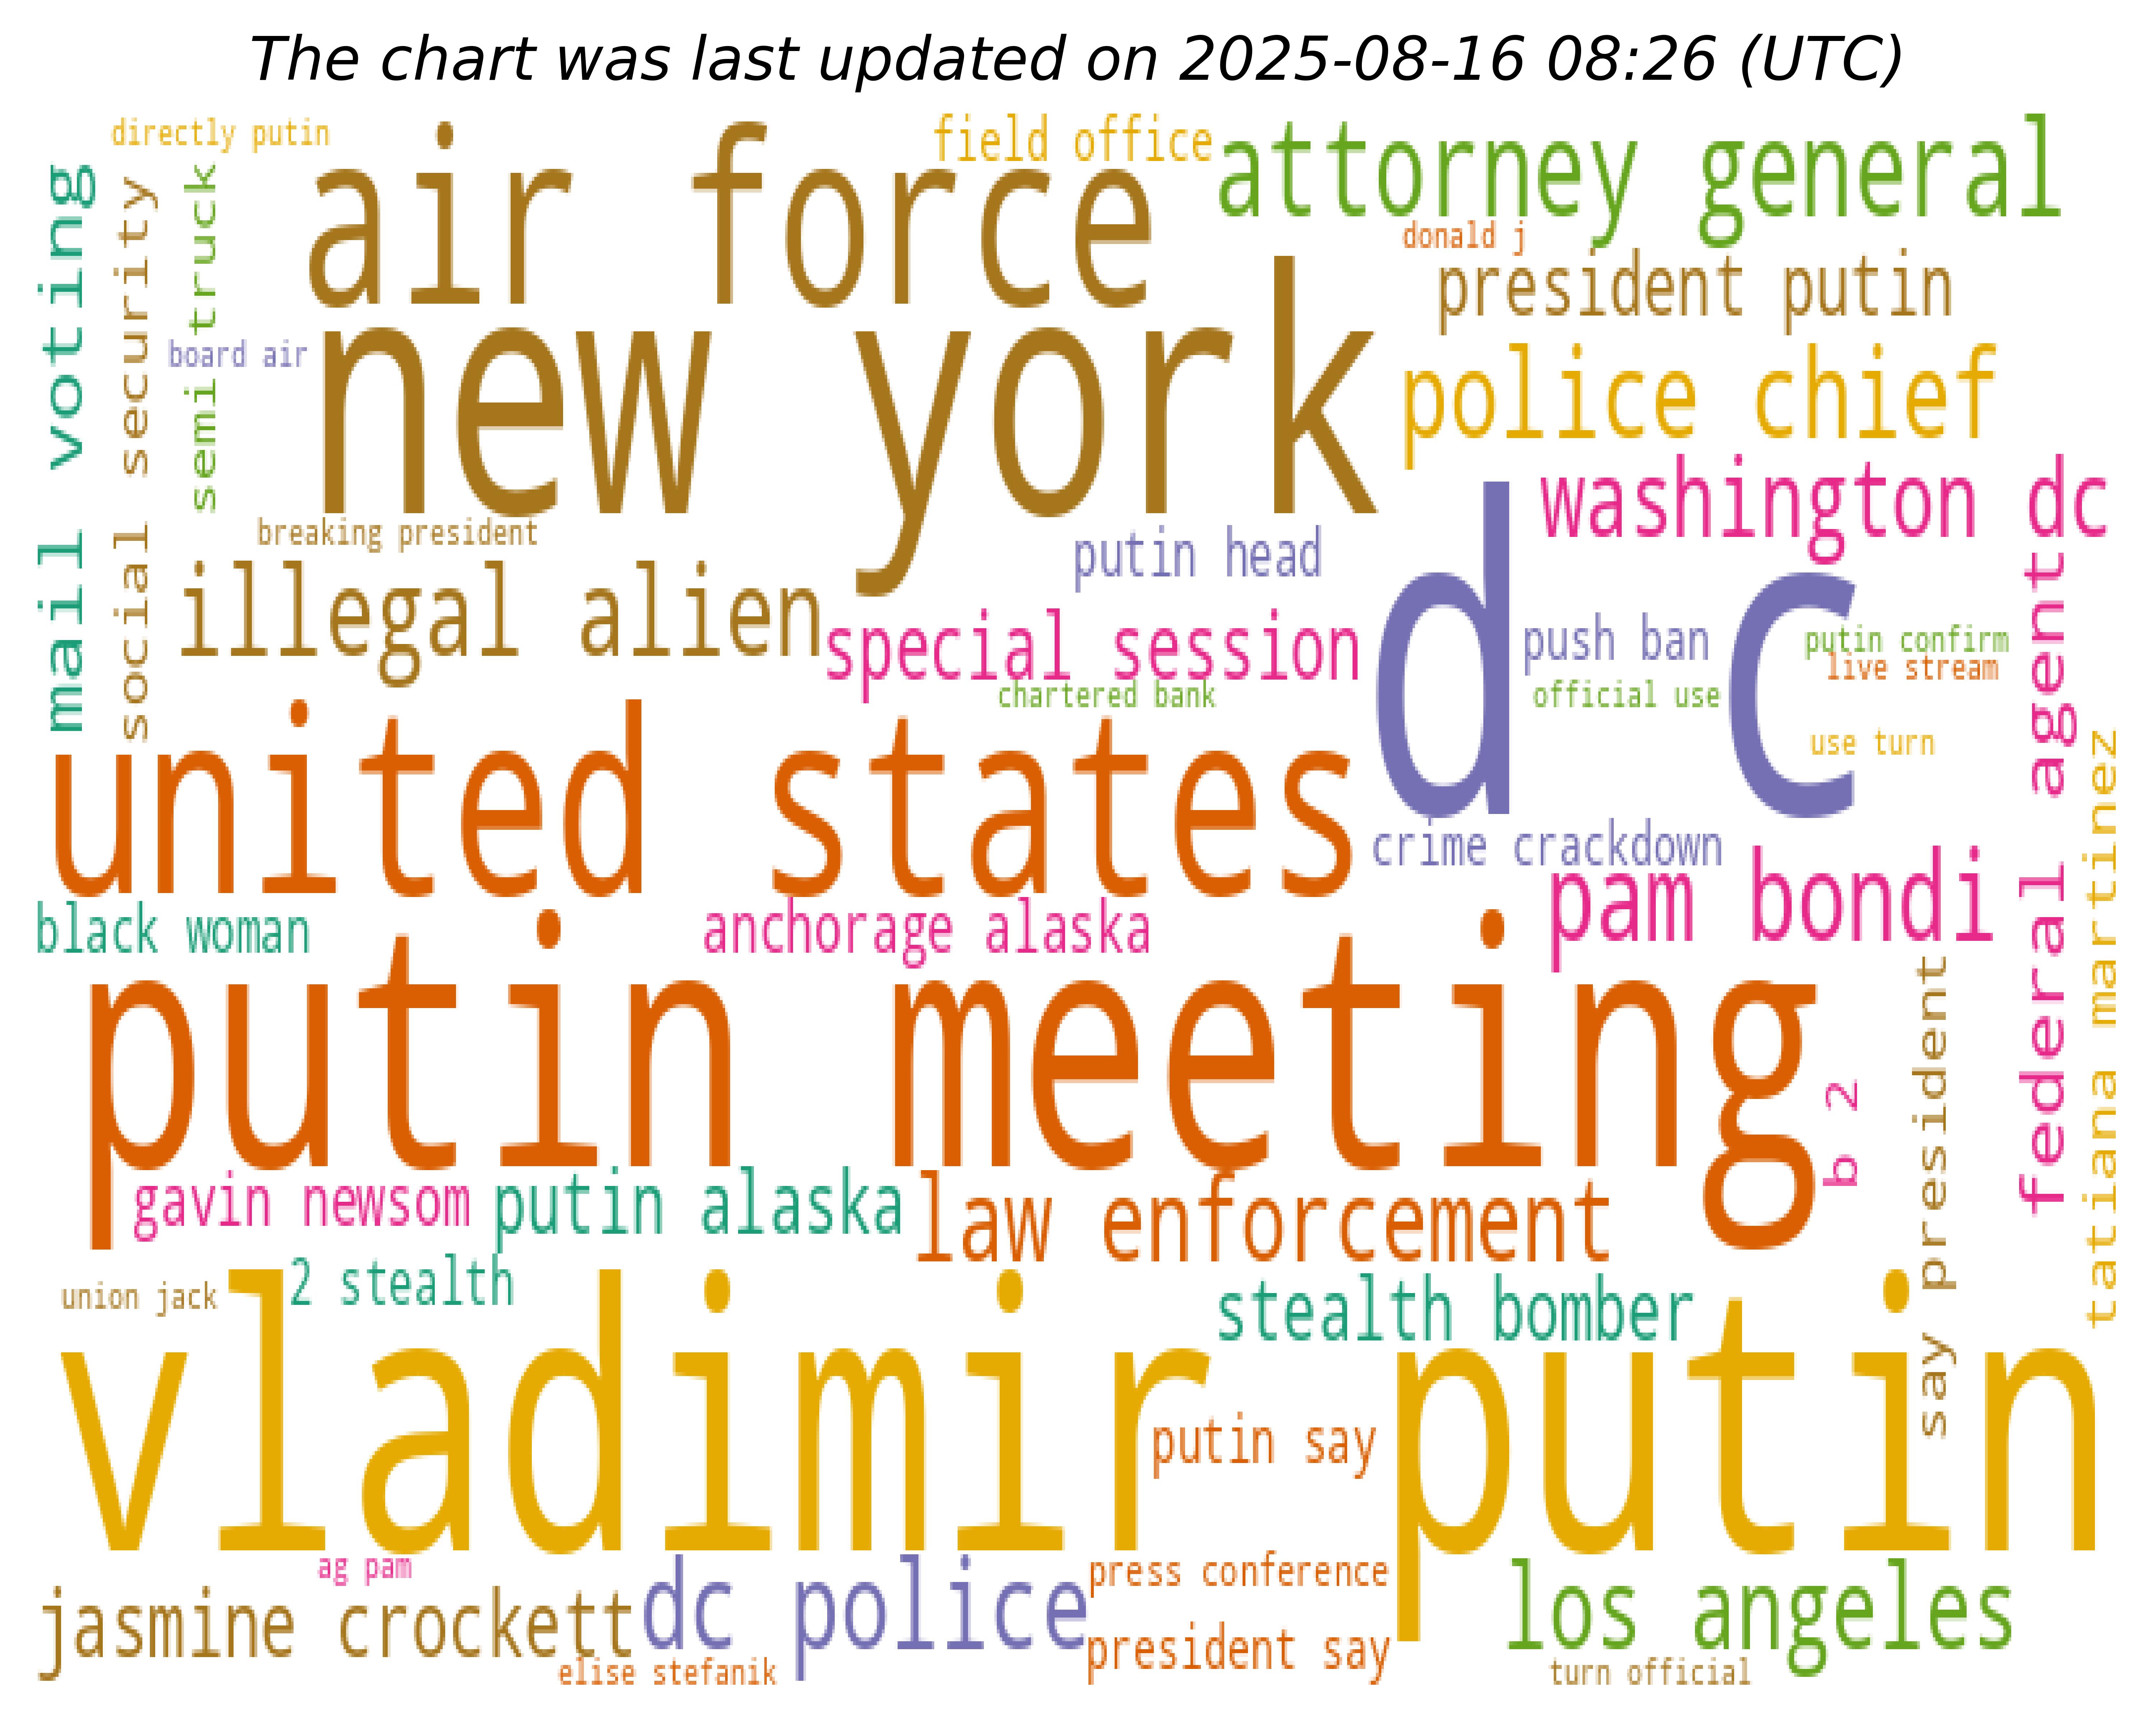 The chart was last updated on 2025-08-16 08:26 (UTC)
directly putin
field office
attorney general
air force
mail voting
social security
semi truck
donald j
president putin
board air
new york
police chief
washington dc
breaking president
putin head
d c
illegal alien
special session
push ban
putin confirm
live stream
chartered bank
official use
federal agent
united states
use turn
tatiana martinez
crime crackdown
pam bondi
black woman
anchorage alaska
putin meeting
say president
b 2
gavin newsom
putin alaska
law enforcement
2 stealth
union jack
stealth bomber
vladimir putin
putin say
ag pam
press conference
jasmine crockett
dc police
los angeles
president say
elise stefanik
turn official